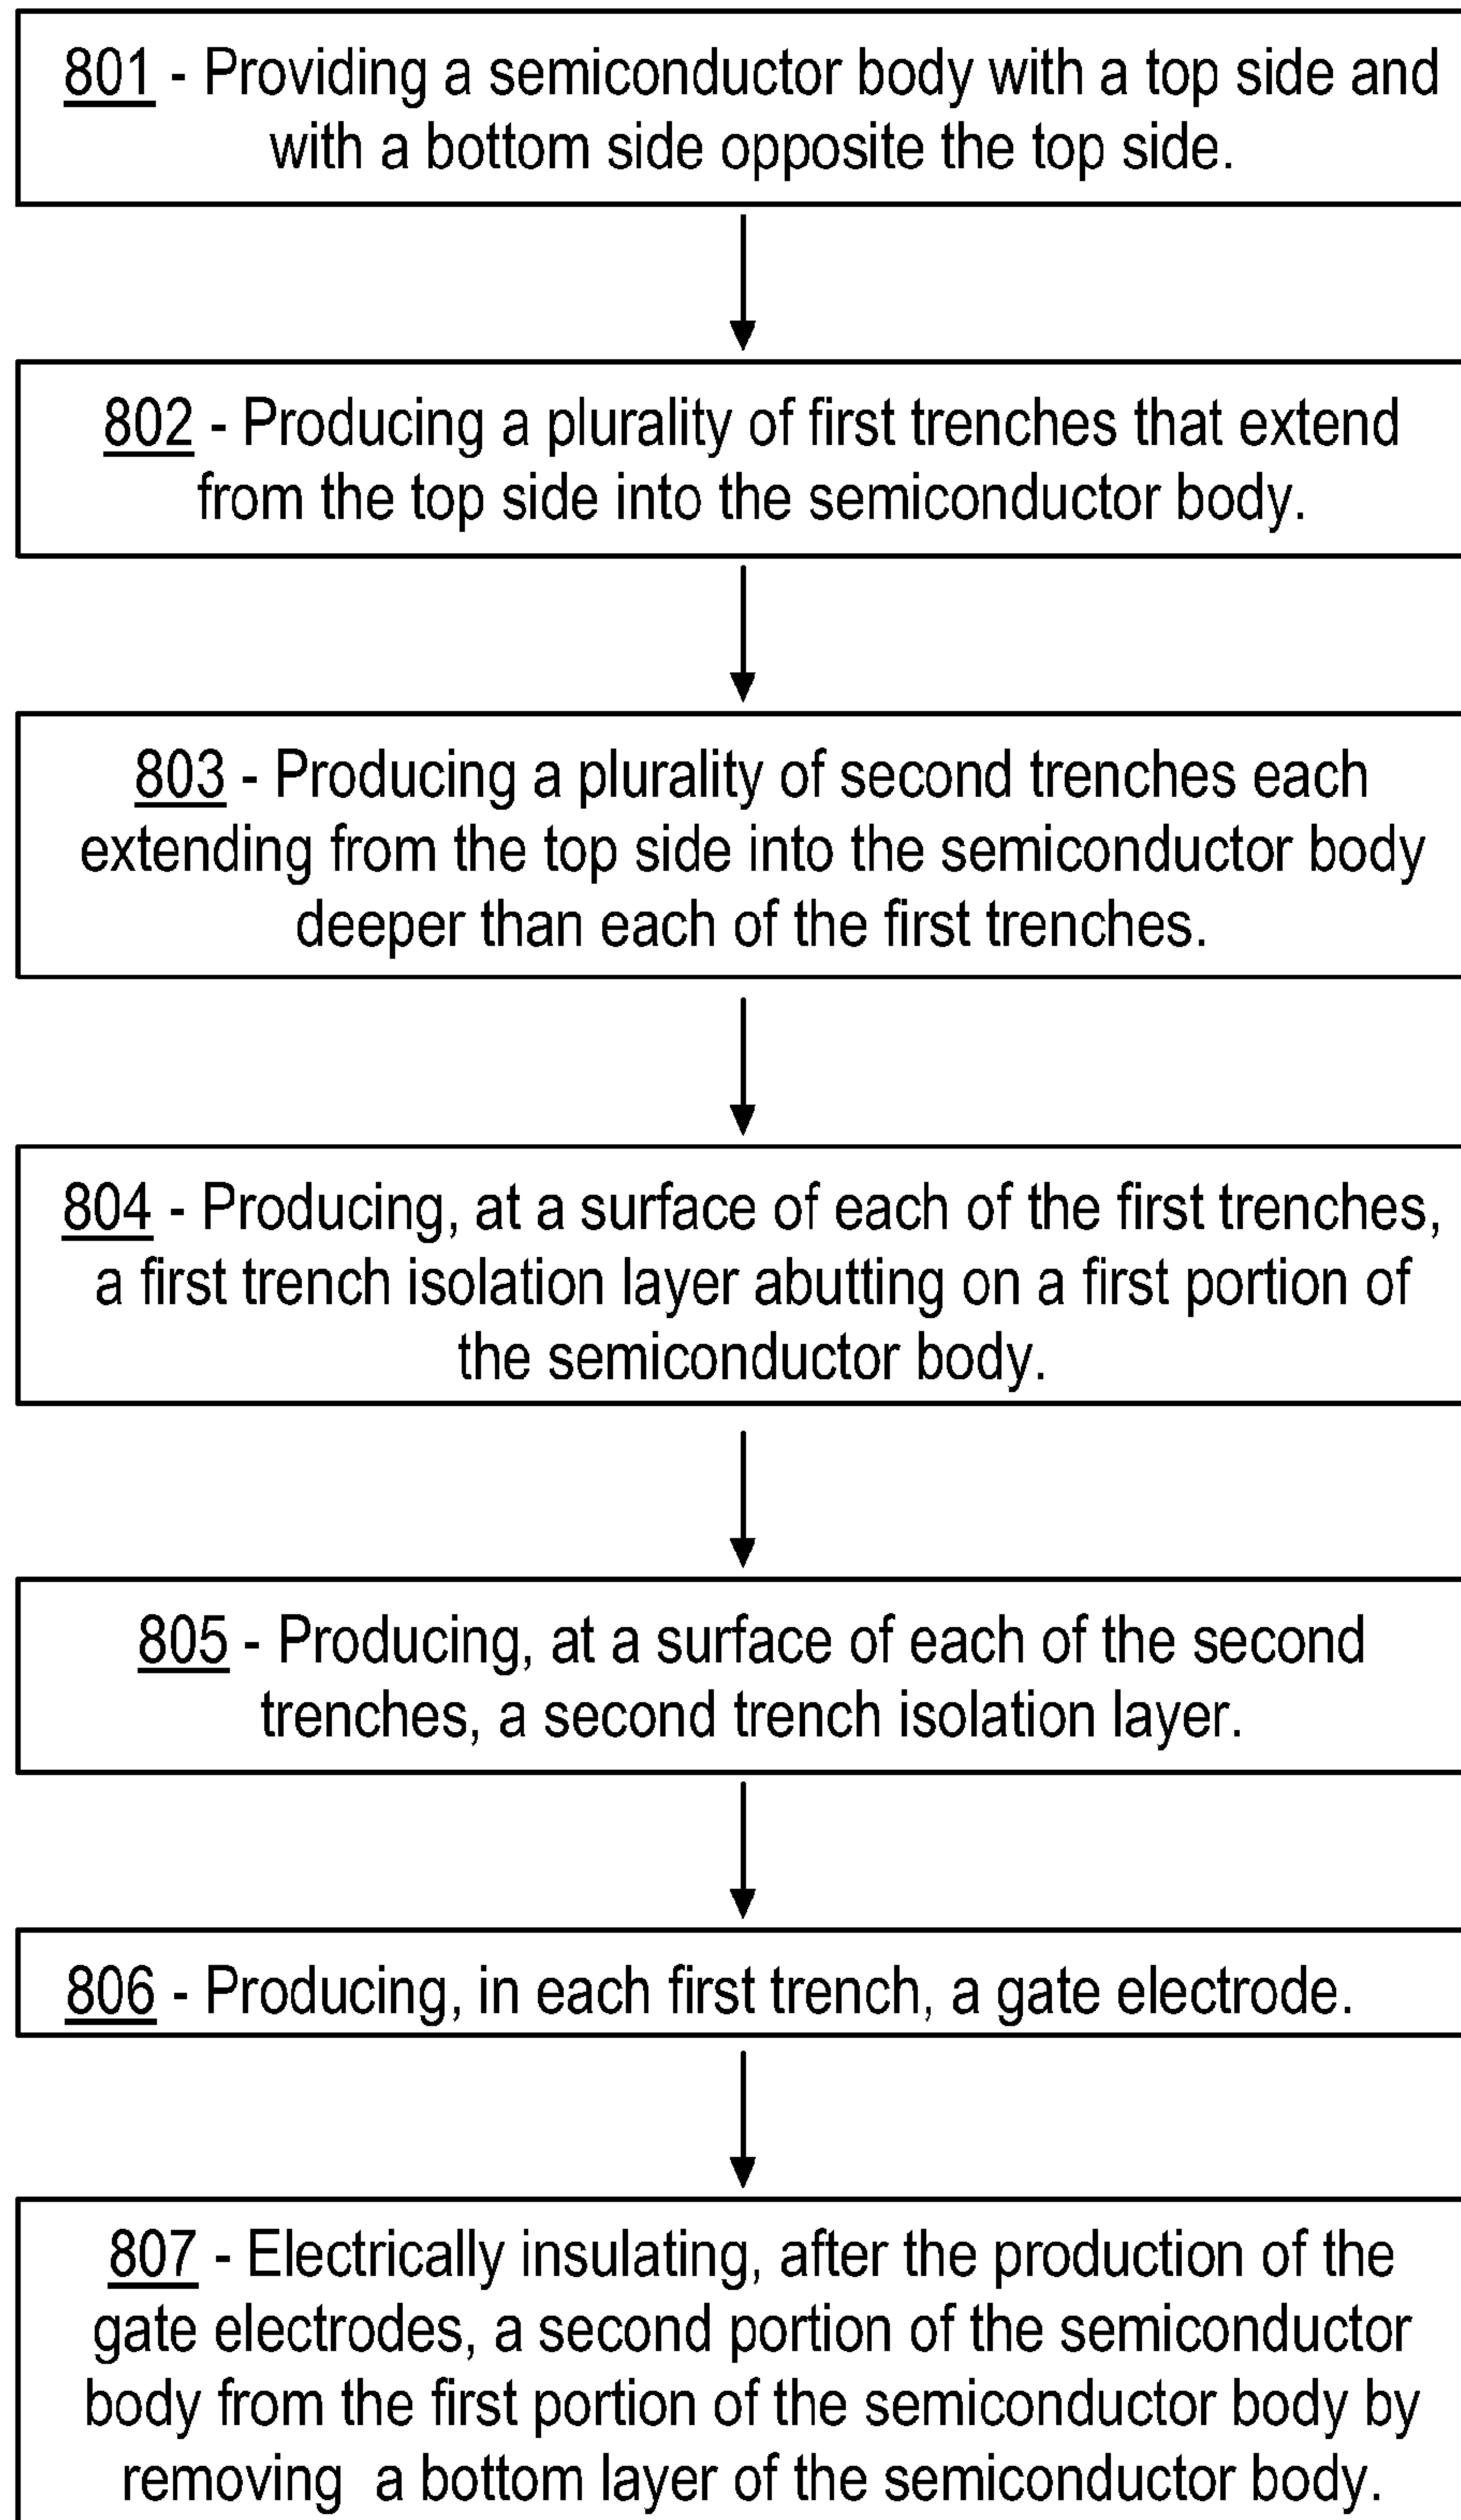 801 - Providing a semiconductor body with a top side and
with a bottom side opposite the top side.
802 - Producing a plurality of first trenches that extend
from the top side into the semiconductor body.
803 - Producing a plurality of second trenches each
extending from the top side into the semiconductor body
deeper than each of the first trenches.
804 - Producing, at a surface of each of the first trenches,
a first trench isolation layer abutting on a first portion of
the semiconductor body.
805 - Producing, at a surface of each of the second
trenches, a second trench isolation layer.
806 - Producing, in each first trench, a gate electrode.
807 - Electrically insulating, after the production of the
gate electrodes, a second portion of the semiconductor
body from the first portion of the semiconductor body by
removing a bottom layer of the semiconductor body.